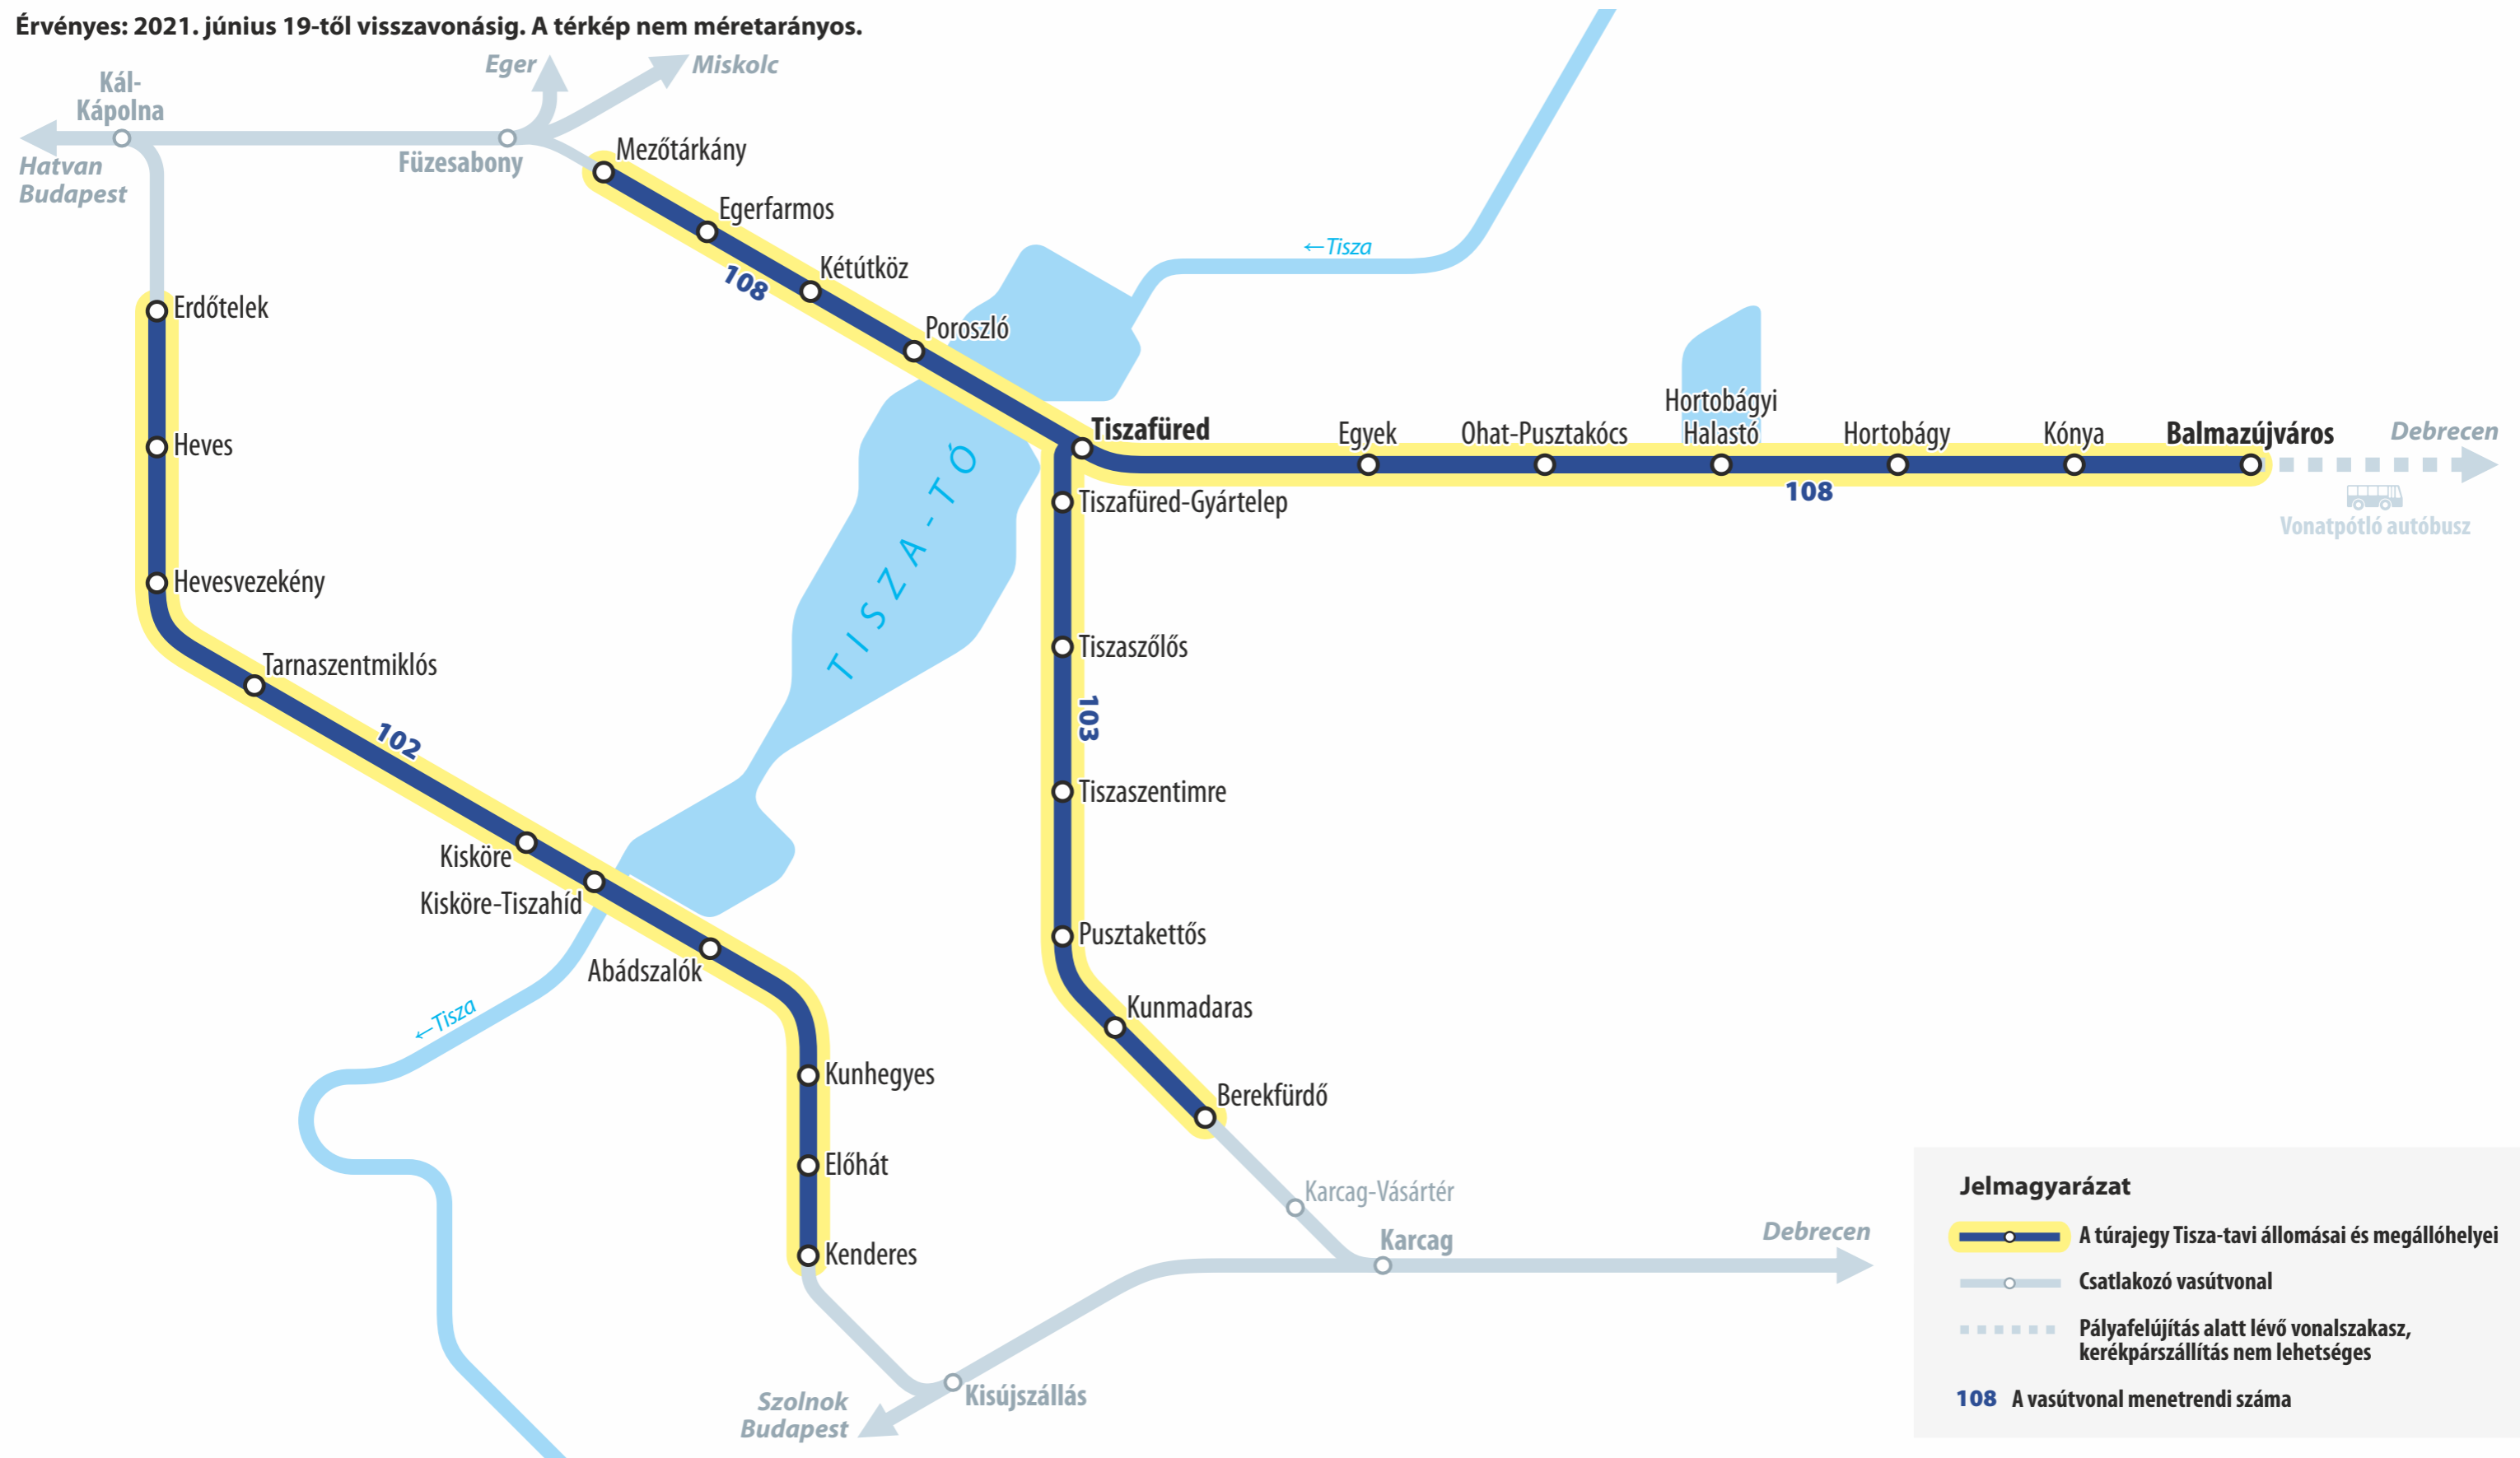 Érvényes: 2021. június 19-től visszavonásig. A térkép nem méretarányos.
Kál-
Kápolna
Hatvan
Budapest
Füzesabony
Eger
Miskolc
Mezőtárkány
Egerfarmos
Kétútköz
108
Poroszló
←Tisza
Erdőtelek
Heves
Hevesvezekény
Tarnaszentmiklós
102
Kisköre
Kisköre-Tiszahíd
Abádszalók
Kunhegyes
Előhát
Kenderes
←Tisza
TISZA-TÓ
Tiszafüred
Egyek
Ohat-Pusztakócs
Hortobágyi
Halastó
Hortobágy
Kónya
Balmazújváros
Debrecen
108
Vonatpótló autóbusz
Tiszafüred-Gyártelep
Tiszaszőlős
103
Tiszaszentimre
Pusztakettős
Kunmadaras
Berekfürdő
Karcag-Vásártér
Karcag
Debrecen
Kisújszállás
Szolnok
Budapest
Jelmagyarázat
A túrajegy Tisza-tavi állomásai és megállóhelyei
Csatlakozó vasútvonal
Pályafelújítás alatt lévő vonalszakasz,
kerékpárszállítás nem lehetséges
108 A vasútvonal menetrendi száma